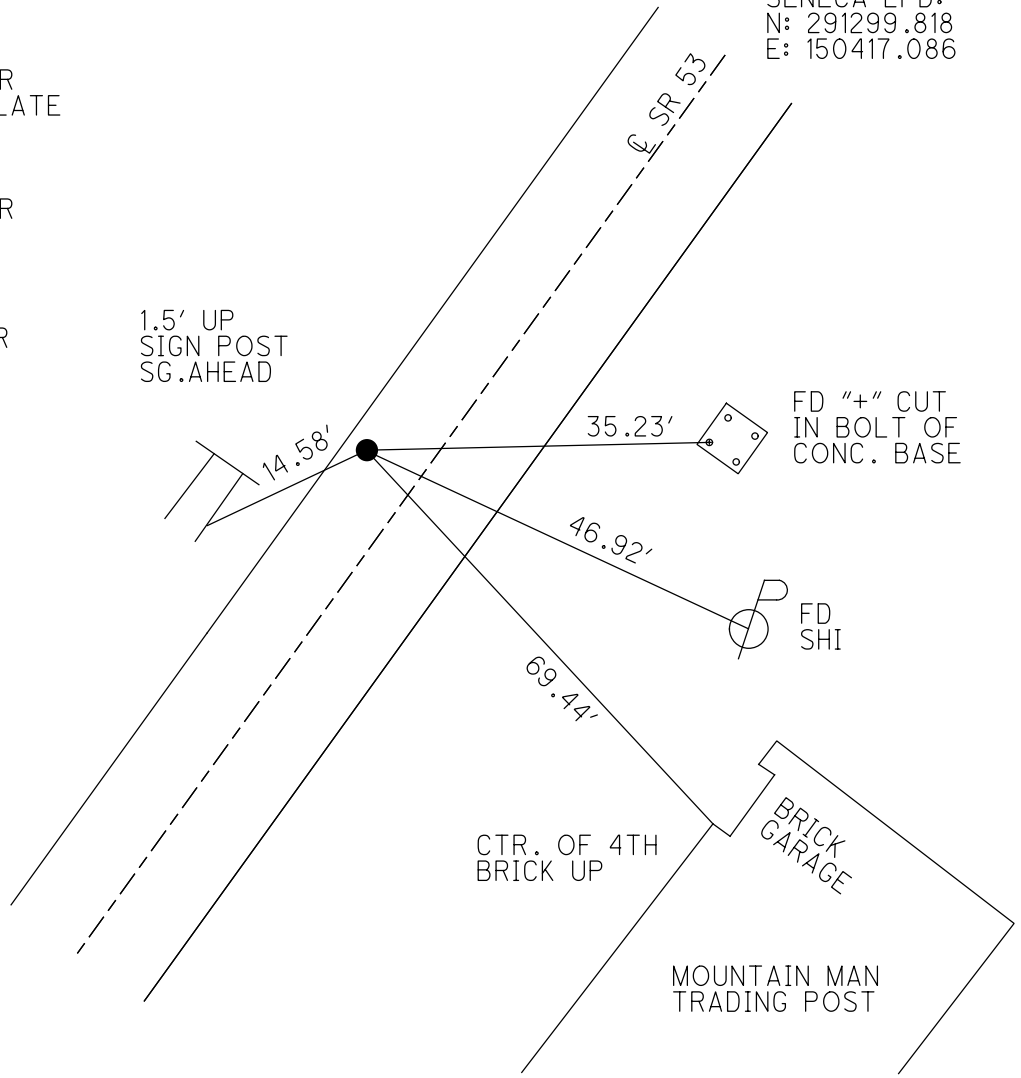 N: 291299.818
E: 150417.086
℄ SR 53
1.5' UP
SIGN POST
SG.AHEAD
14.58'
35.23'
FD "+" CUT
IN BOLT OF
CONC. BASE
46.92'
FD
SHI
69.44'
CTR. OF 4TH
BRICK UP
BRICK
GARAGE
MOUNTAIN MAN
TRADING POST